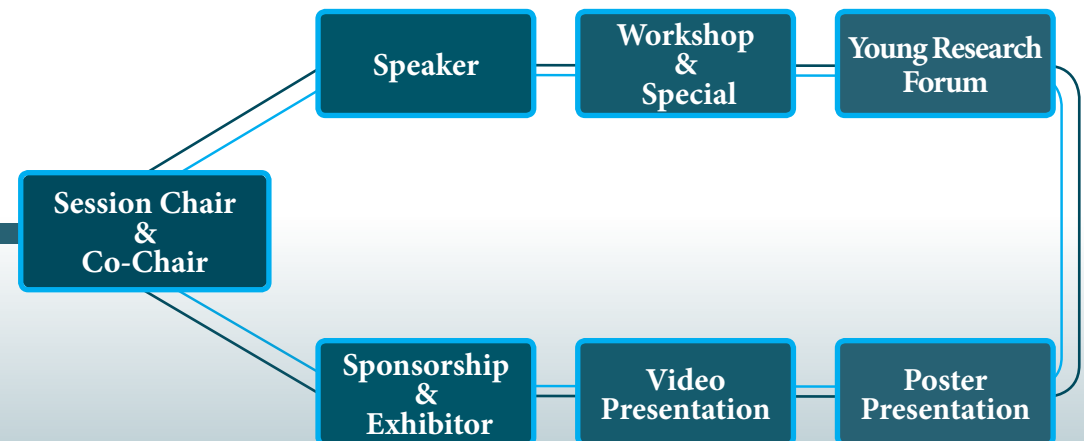 Speaker
Workshop
&
Special
Young Research
Forum
Session Chair
&
Co-Chair
Sponsorship
&
Exhibitor
Video
Presentation
Poster
Presentation